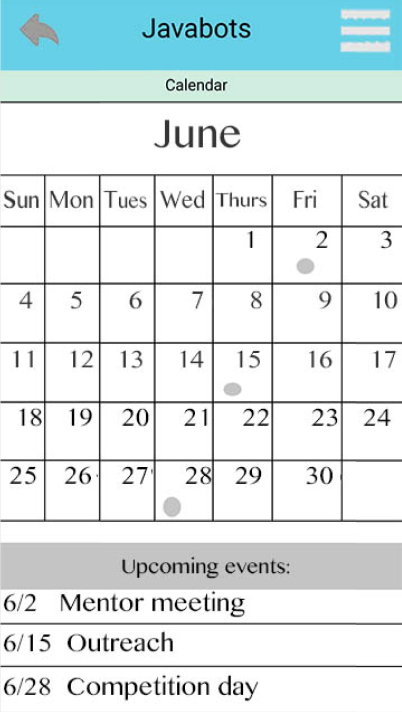 Javabots
Calendar
June
Sun Mon Tues Wed Thurs Fri Sat
1 2 3
4 5 6 7 8 9 10
11 12 13 14 15 16 17
18 19 20 21 22 23 24
25 26 27 28 29 30
Upcoming events:
6/2 Mentor meeting
6/15 Outreach
6/28 Competition day